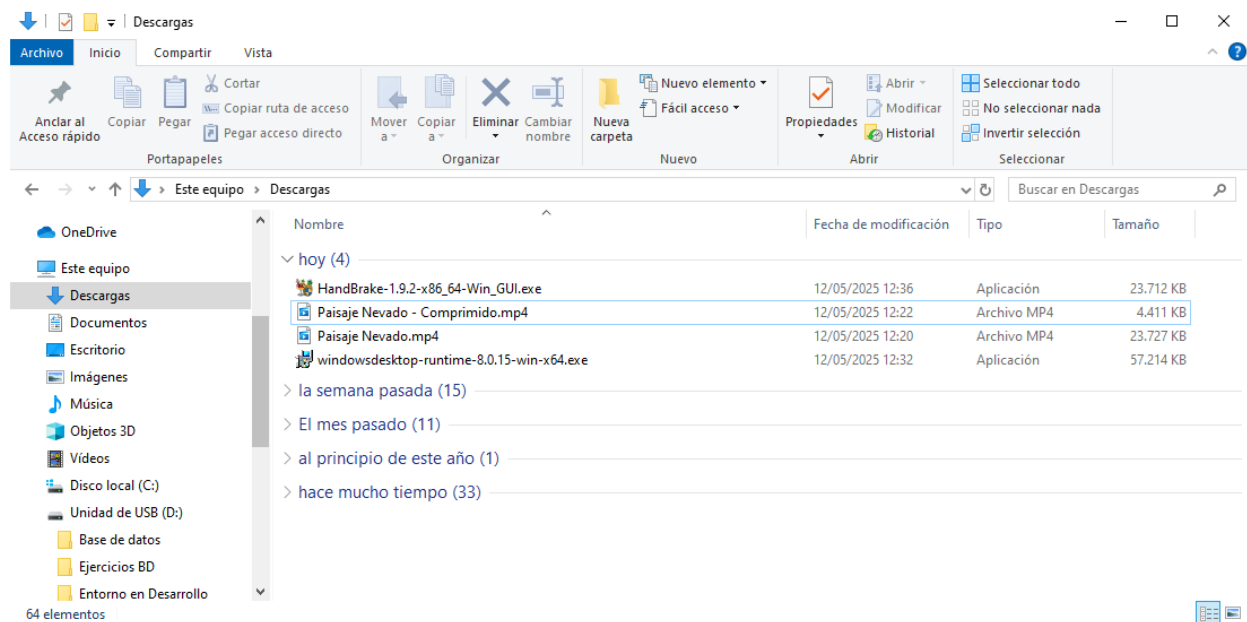 Descargas
Archivo Inicio Compartir Vista
Anclar al Acceso rápido
Copiar
Pegar
Cortar
Copiar ruta de acceso
Pegar acceso directo
Portapapeles
Mover a
Copiar a
Eliminar
Cambiar nombre
Organizar
Nueva carpeta
Nuevo elemento
Fácil acceso
Nuevo
Propiedades
Abrir
Modificar
Historial
Abrir
Seleccionar todo
No seleccionar nada
Invertir selección
Seleccionar
Este equipo > Descargas
Buscar en Descargas
OneDrive
Este equipo
Descargas
Documentos
Escritorio
Imágenes
Música
Objetos 3D
Vídeos
Disco local (C:)
Unidad de USB (D:)
Base de datos
Ejercicios BD
Entorno en Desarrollo
Nombre Fecha de modificación Tipo Tamaño
hoy (4)
HandBrake-1.9.2-x86_64-Win_GUI.exe 12/05/2025 12:36 Aplicación 23.712 KB
Paisaje Nevado - Comprimido.mp4 12/05/2025 12:22 Archivo MP4 4.411 KB
Paisaje Nevado.mp4 12/05/2025 12:20 Archivo MP4 23.727 KB
windowsdesktop-runtime-8.0.15-win-x64.exe 12/05/2025 12:32 Aplicación 57.214 KB
la semana pasada (15)
El mes pasado (11)
al principio de este año (1)
hace mucho tiempo (33)
64 elementos